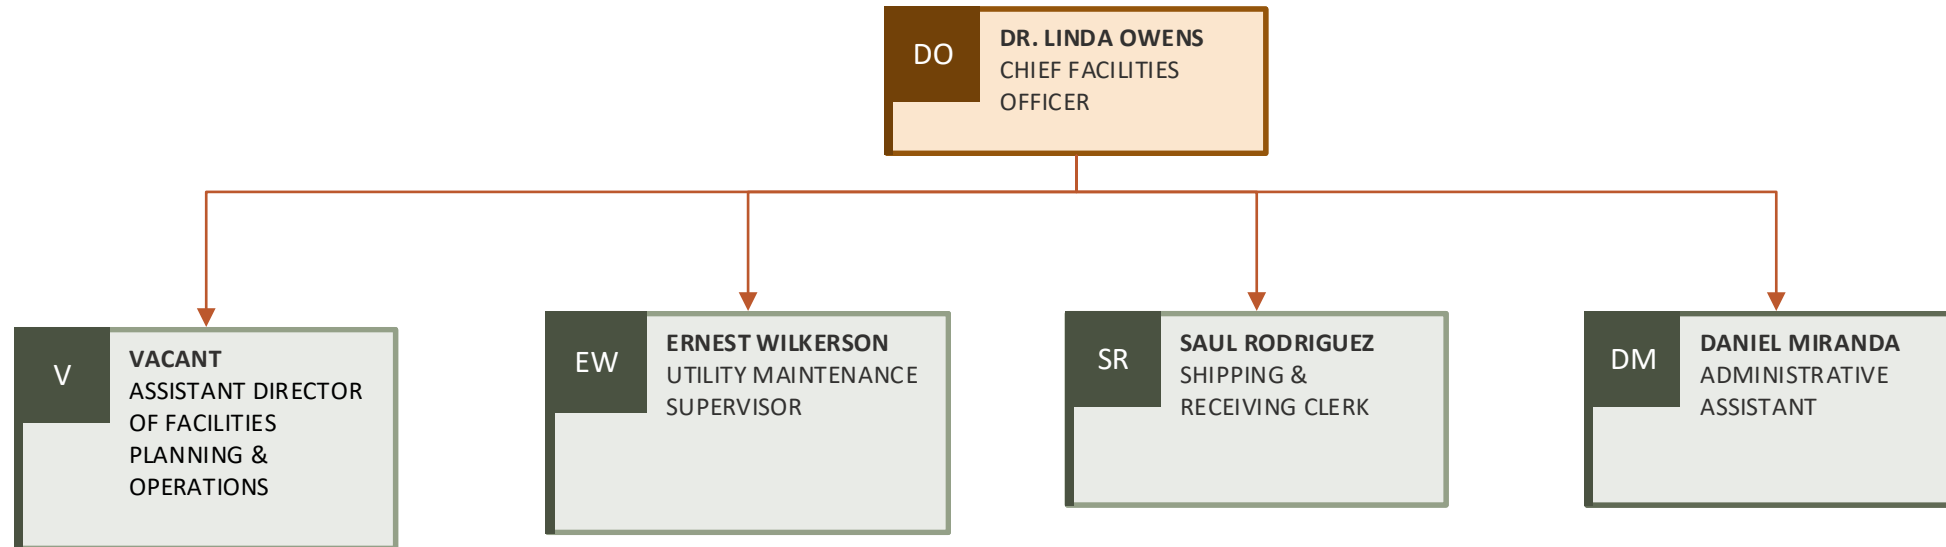 DO
DR. LINDA OWENS
CHIEF FACILITIES
OFFICER
V
VACANT
ASSISTANT DIRECTOR
OF FACILITIES
PLANNING &
OPERATIONS
EW
ERNEST WILKERSON
UTILITY MAINTENANCE
SUPERVISOR
SR
SAUL RODRIGUEZ
SHIPPING &
RECEIVING CLERK
DM
DANIEL MIRANDA
ADMINISTRATIVE
ASSISTANT